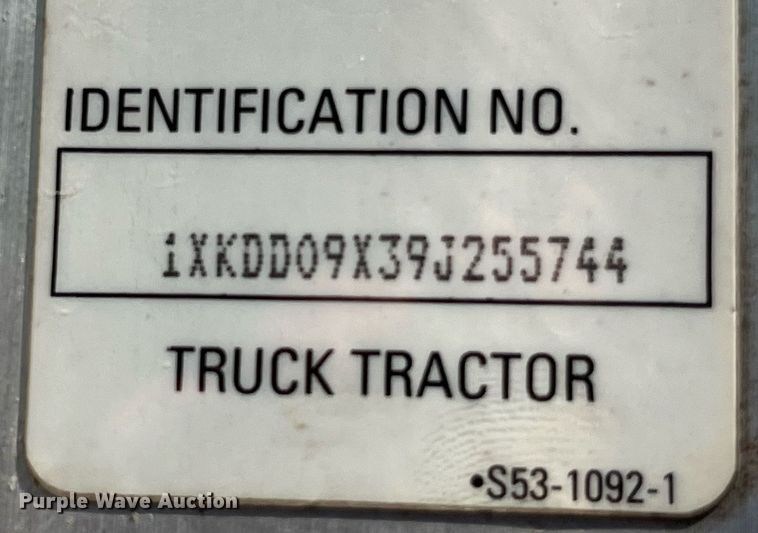 IDENTIFICATION NO.
1XKDD09X39J255744
TRUCK TRACTOR
•S53-1092-1
Purple Wave Auction